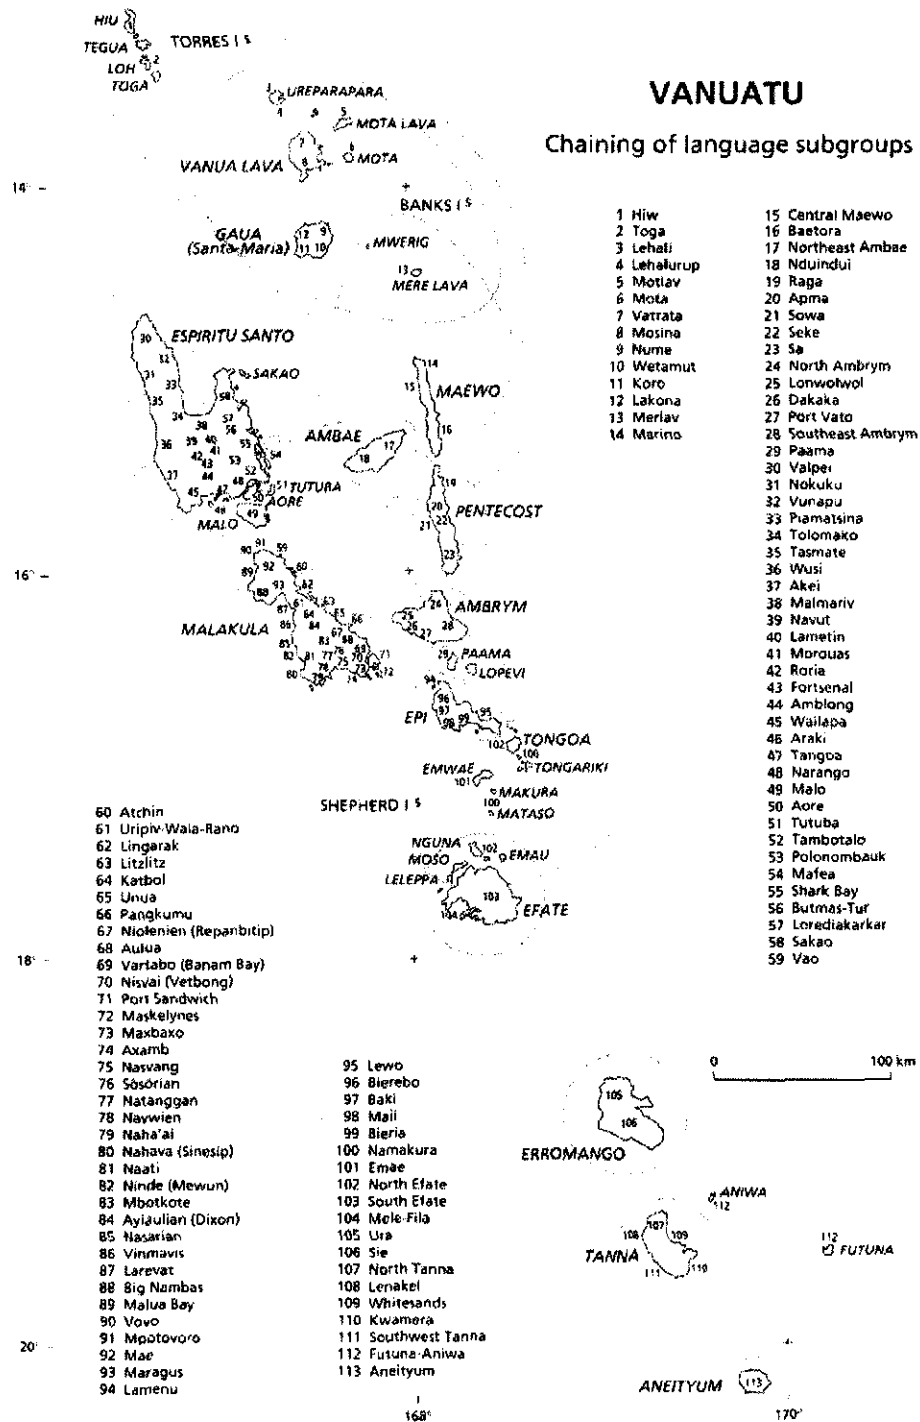 VANUATU
Chaining of language subgroups
HIU
TEGUA
LOH
TOGA
TORRES Is
UREPARAPARA
MOTA LAVA
VANUA LAVA
MOTA
14°
BANKS Is
GAUA
(Santa Maria)
MWERIG
MERE LAVA
ESPIRITU SANTO
SAKAO
MAEWO
AMBAE
TUTURA
AORE
MALO
PENTECOST
16°
MALAKULA
AMBRYM
PAAMA
LOPEVI
EPI
TONGOA
TONGARIKI
EMWAE
MAKURA
SHEPHERD Is
MATASO
NGUNA
MOSO
EMAU
LELEPPA
EFATE
18°
0 100 km
ERROMANGO
ANIWA
TANNA
FUTUNA
20°
ANEITYUM
168°
170°
1 Hiw
2 Toga
3 Lehali
4 Lehalurup
5 Motlav
6 Mota
7 Vatrata
8 Mosina
9 Nume
10 Wetamut
11 Koro
12 Lakona
13 Merlav
14 Marino
15 Central Maewo
16 Baetora
17 Northeast Ambae
18 Nduindui
19 Raga
20 Apma
21 Sowa
22 Seke
23 Sa
24 North Ambrym
25 Lonwolwol
26 Dakaka
27 Port Vato
28 Southeast Ambrym
29 Paama
30 Valpei
31 Nokuku
32 Vunapu
33 Piamatsina
34 Tolomako
35 Tasmate
36 Wusi
37 Akei
38 Malmariv
39 Navut
40 Lametin
41 Morouas
42 Roria
43 Fortsenal
44 Amblong
45 Wailapa
46 Araki
47 Tangoa
48 Narango
49 Malo
50 Aore
51 Tutuba
52 Tambotalo
53 Polonombauk
54 Mafea
55 Shark Bay
56 Butmas-Tur
57 Lorediakarkar
58 Sakao
59 Vao
60 Atchin
61 Uripiv-Wala-Rano
62 Lingarak
63 Litzlitz
64 Katbol
65 Unua
66 Pangkumu
67 Niolenien (Repanbitip)
68 Aulua
69 Vartabo (Banam Bay)
70 Nisvai (Vetbong)
71 Port Sandwich
72 Maskelynes
73 Maxbaxo
74 Axamb
75 Nasvang
76 Sösörian
77 Natanggan
78 Navwien
79 Naha'ai
80 Nahava (Sinesip)
81 Naati
82 Ninde (Mewun)
83 Mbotkote
84 Ayiaulian (Dixon)
85 Nasarian
86 Vinmavis
87 Larevat
88 Big Nambas
89 Malua Bay
90 Vovo
91 Mpotovoro
92 Mae
93 Maragus
94 Lamenu
95 Lewo
96 Bierebo
97 Baki
98 Maii
99 Bieria
100 Namakura
101 Emae
102 North Efate
103 South Efate
104 Mele-Fila
105 Ura
106 Sie
107 North Tanna
108 Lenakel
109 Whitesands
110 Kwamera
111 Southwest Tanna
112 Futuna-Aniwa
113 Aneityum